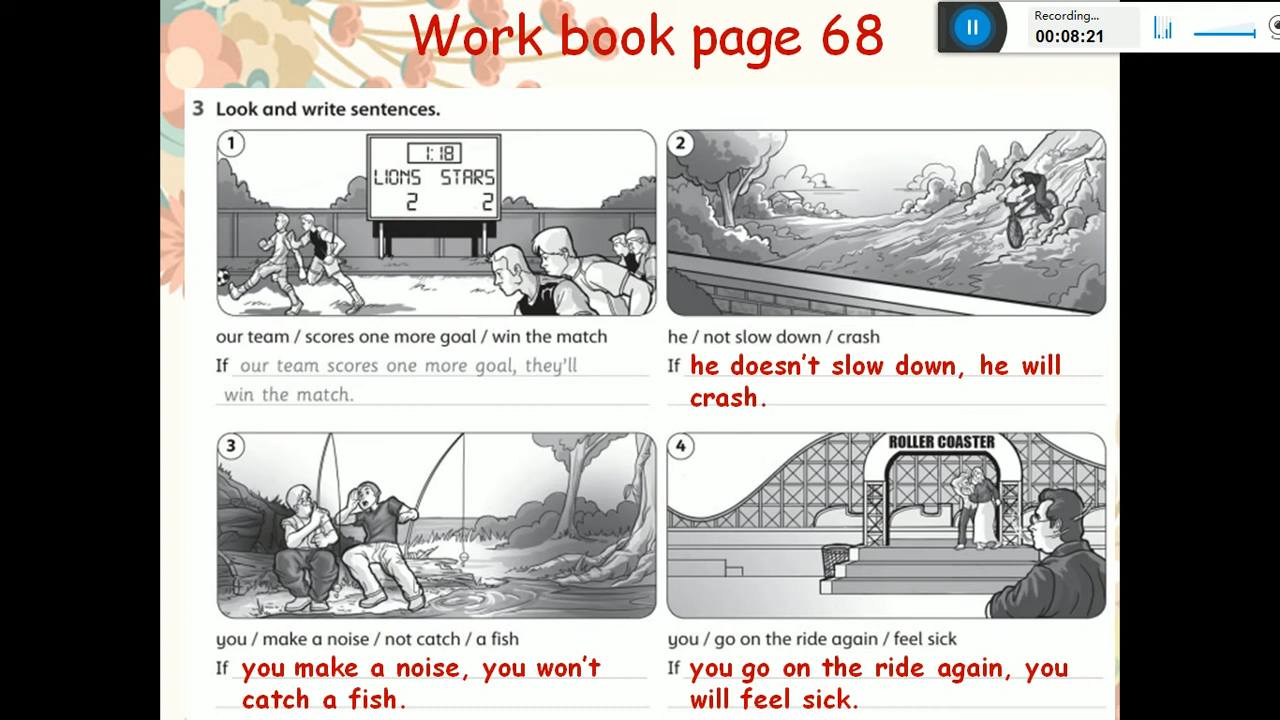 Work book page 68
Recording...
00:08:21
3 Look and write sentences.
1
1:18
LIONS STARS
2 2
2
our team / scores one more goal / win the match
If our team scores one more goal, they'll
win the match.
he / not slow down / crash
If he doesn't slow down, he will
crash.
3
4
ROLLER COASTER
you / make a noise / not catch / a fish
If you make a noise, you won't
catch a fish.
you / go on the ride again / feel sick
If you go on the ride again, you
will feel sick.